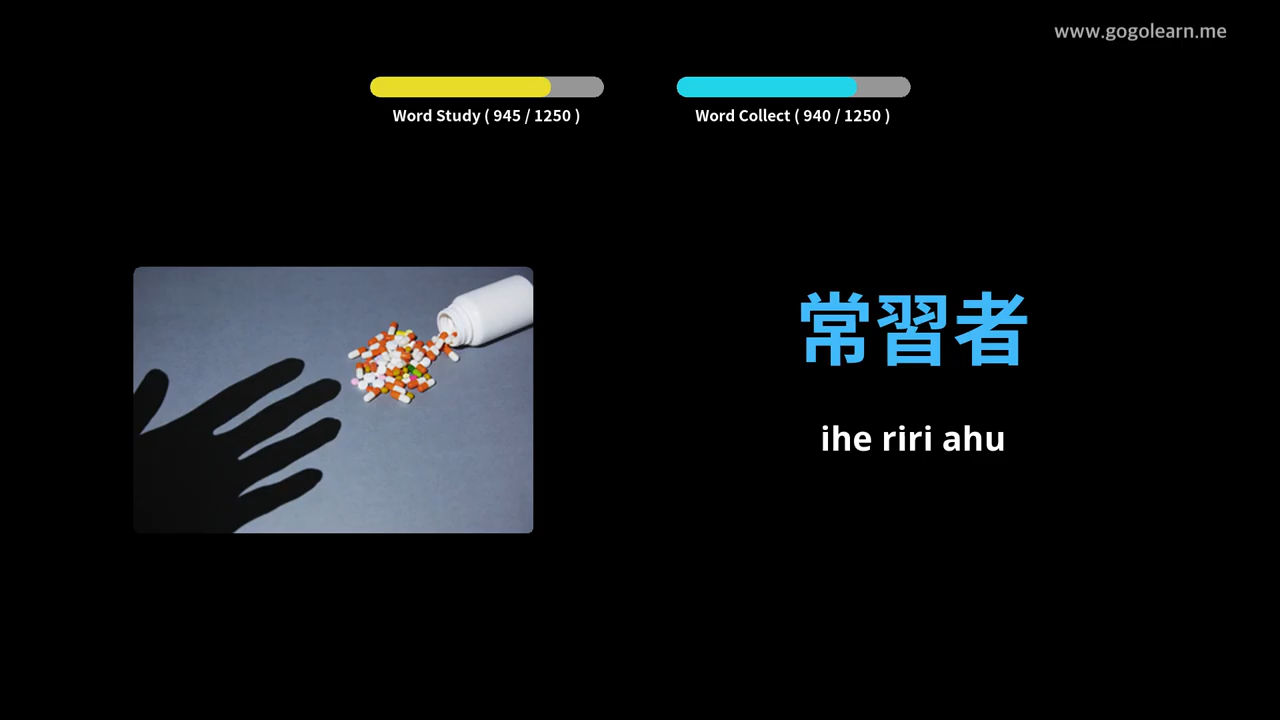 www.gogolearn.me
Word Study ( 945 / 1250 )
Word Collect ( 940 / 1250 )
常習者
ihe riri ahu